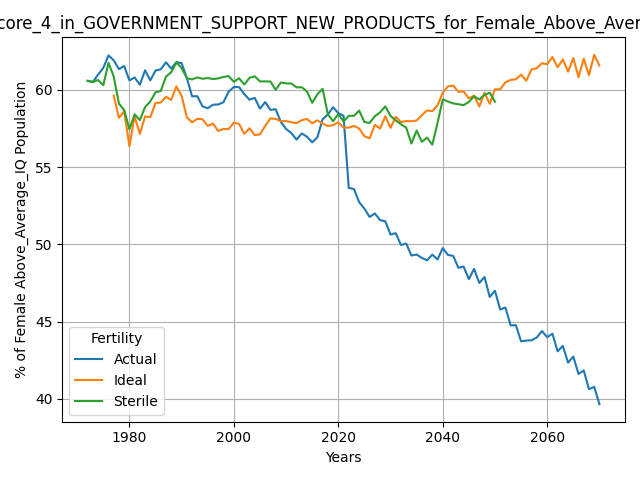 core_4_in_GOVERNMENT_SUPPORT_NEW_PRODUCTS_for_Female_Above_Aver
% of Female Above_Average_IQ Population
60
55
50
45
40
Fertility
Actual
Ideal
Sterile
1980
2000
2020
2040
2060
Years